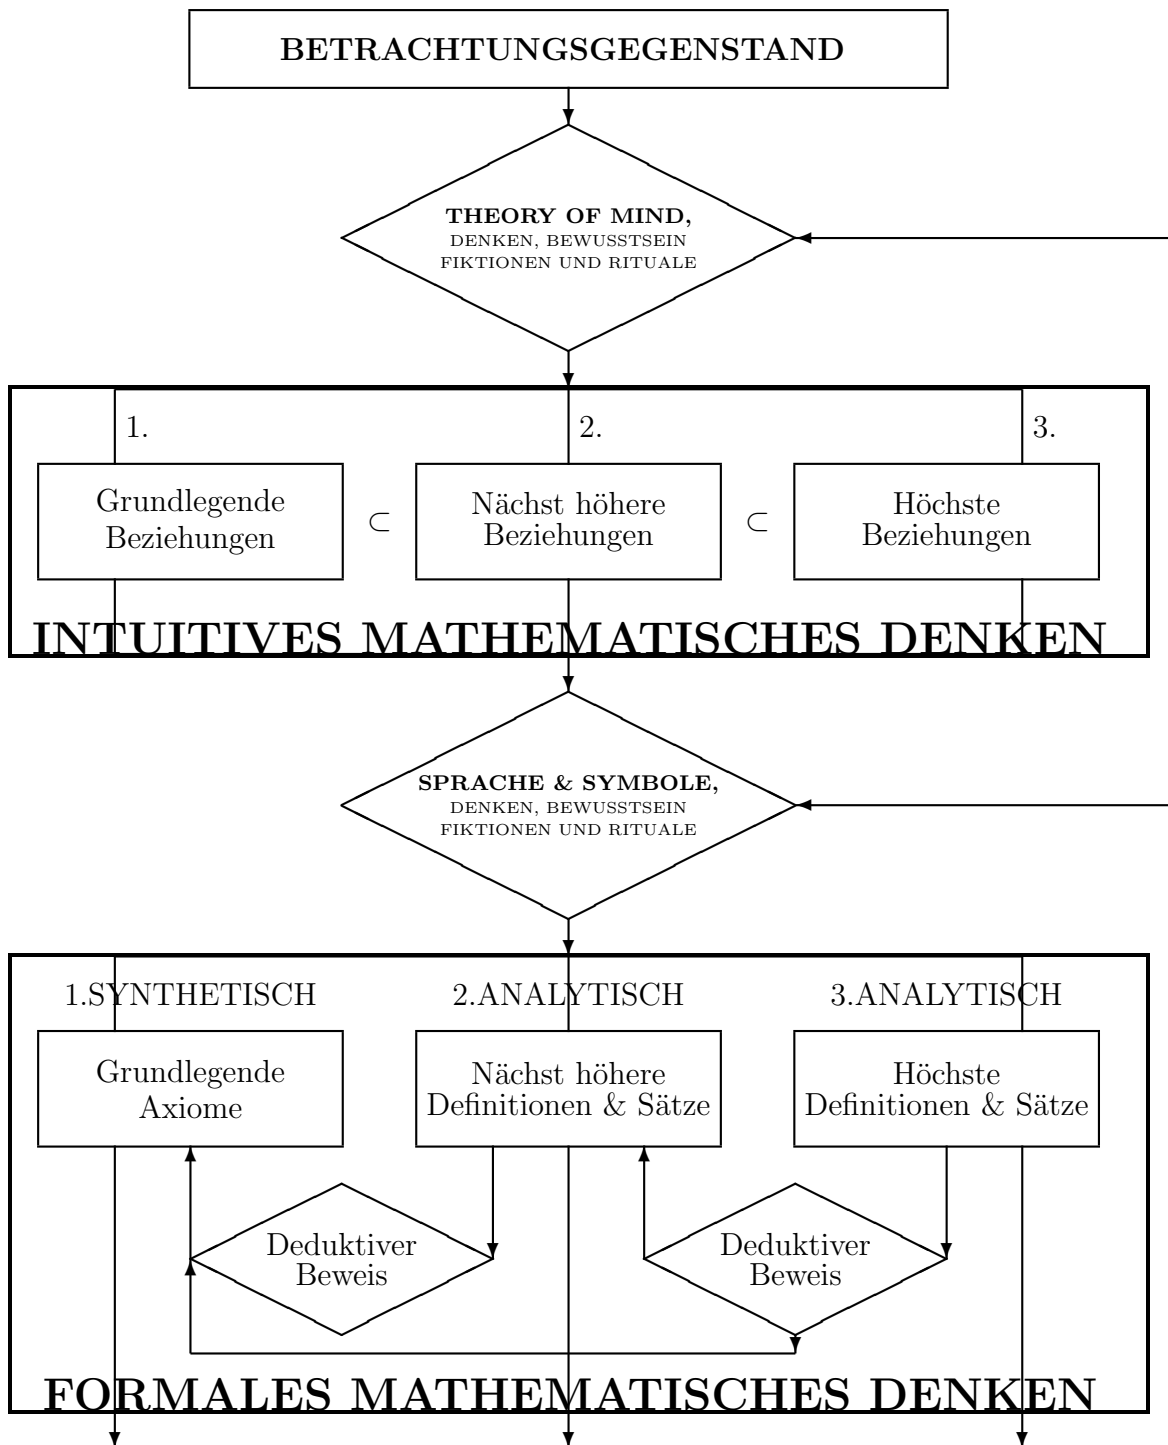 BETRACHTUNGSGEGENSTAND
THEORY OF MIND,
DENKEN, BEWUSSTSEIN
FIKTIONEN UND RITUALE
1.
2.
3.
Grundlegende
Beziehungen
⊂
Nächst höhere
Beziehungen
⊂
Höchste
Beziehungen
INTUITIVES MATHEMATISCHES DENKEN
SPRACHE & SYMBOLE,
DENKEN, BEWUSSTSEIN
FIKTIONEN UND RITUALE
1.SYNTHETISCH
2.ANALYTISCH
3.ANALYTISCH
Grundlegende
Axiome
Nächst höhere
Definitionen & Sätze
Höchste
Definitionen & Sätze
Deduktiver
Beweis
Deduktiver
Beweis
FORMALES MATHEMATISCHES DENKEN